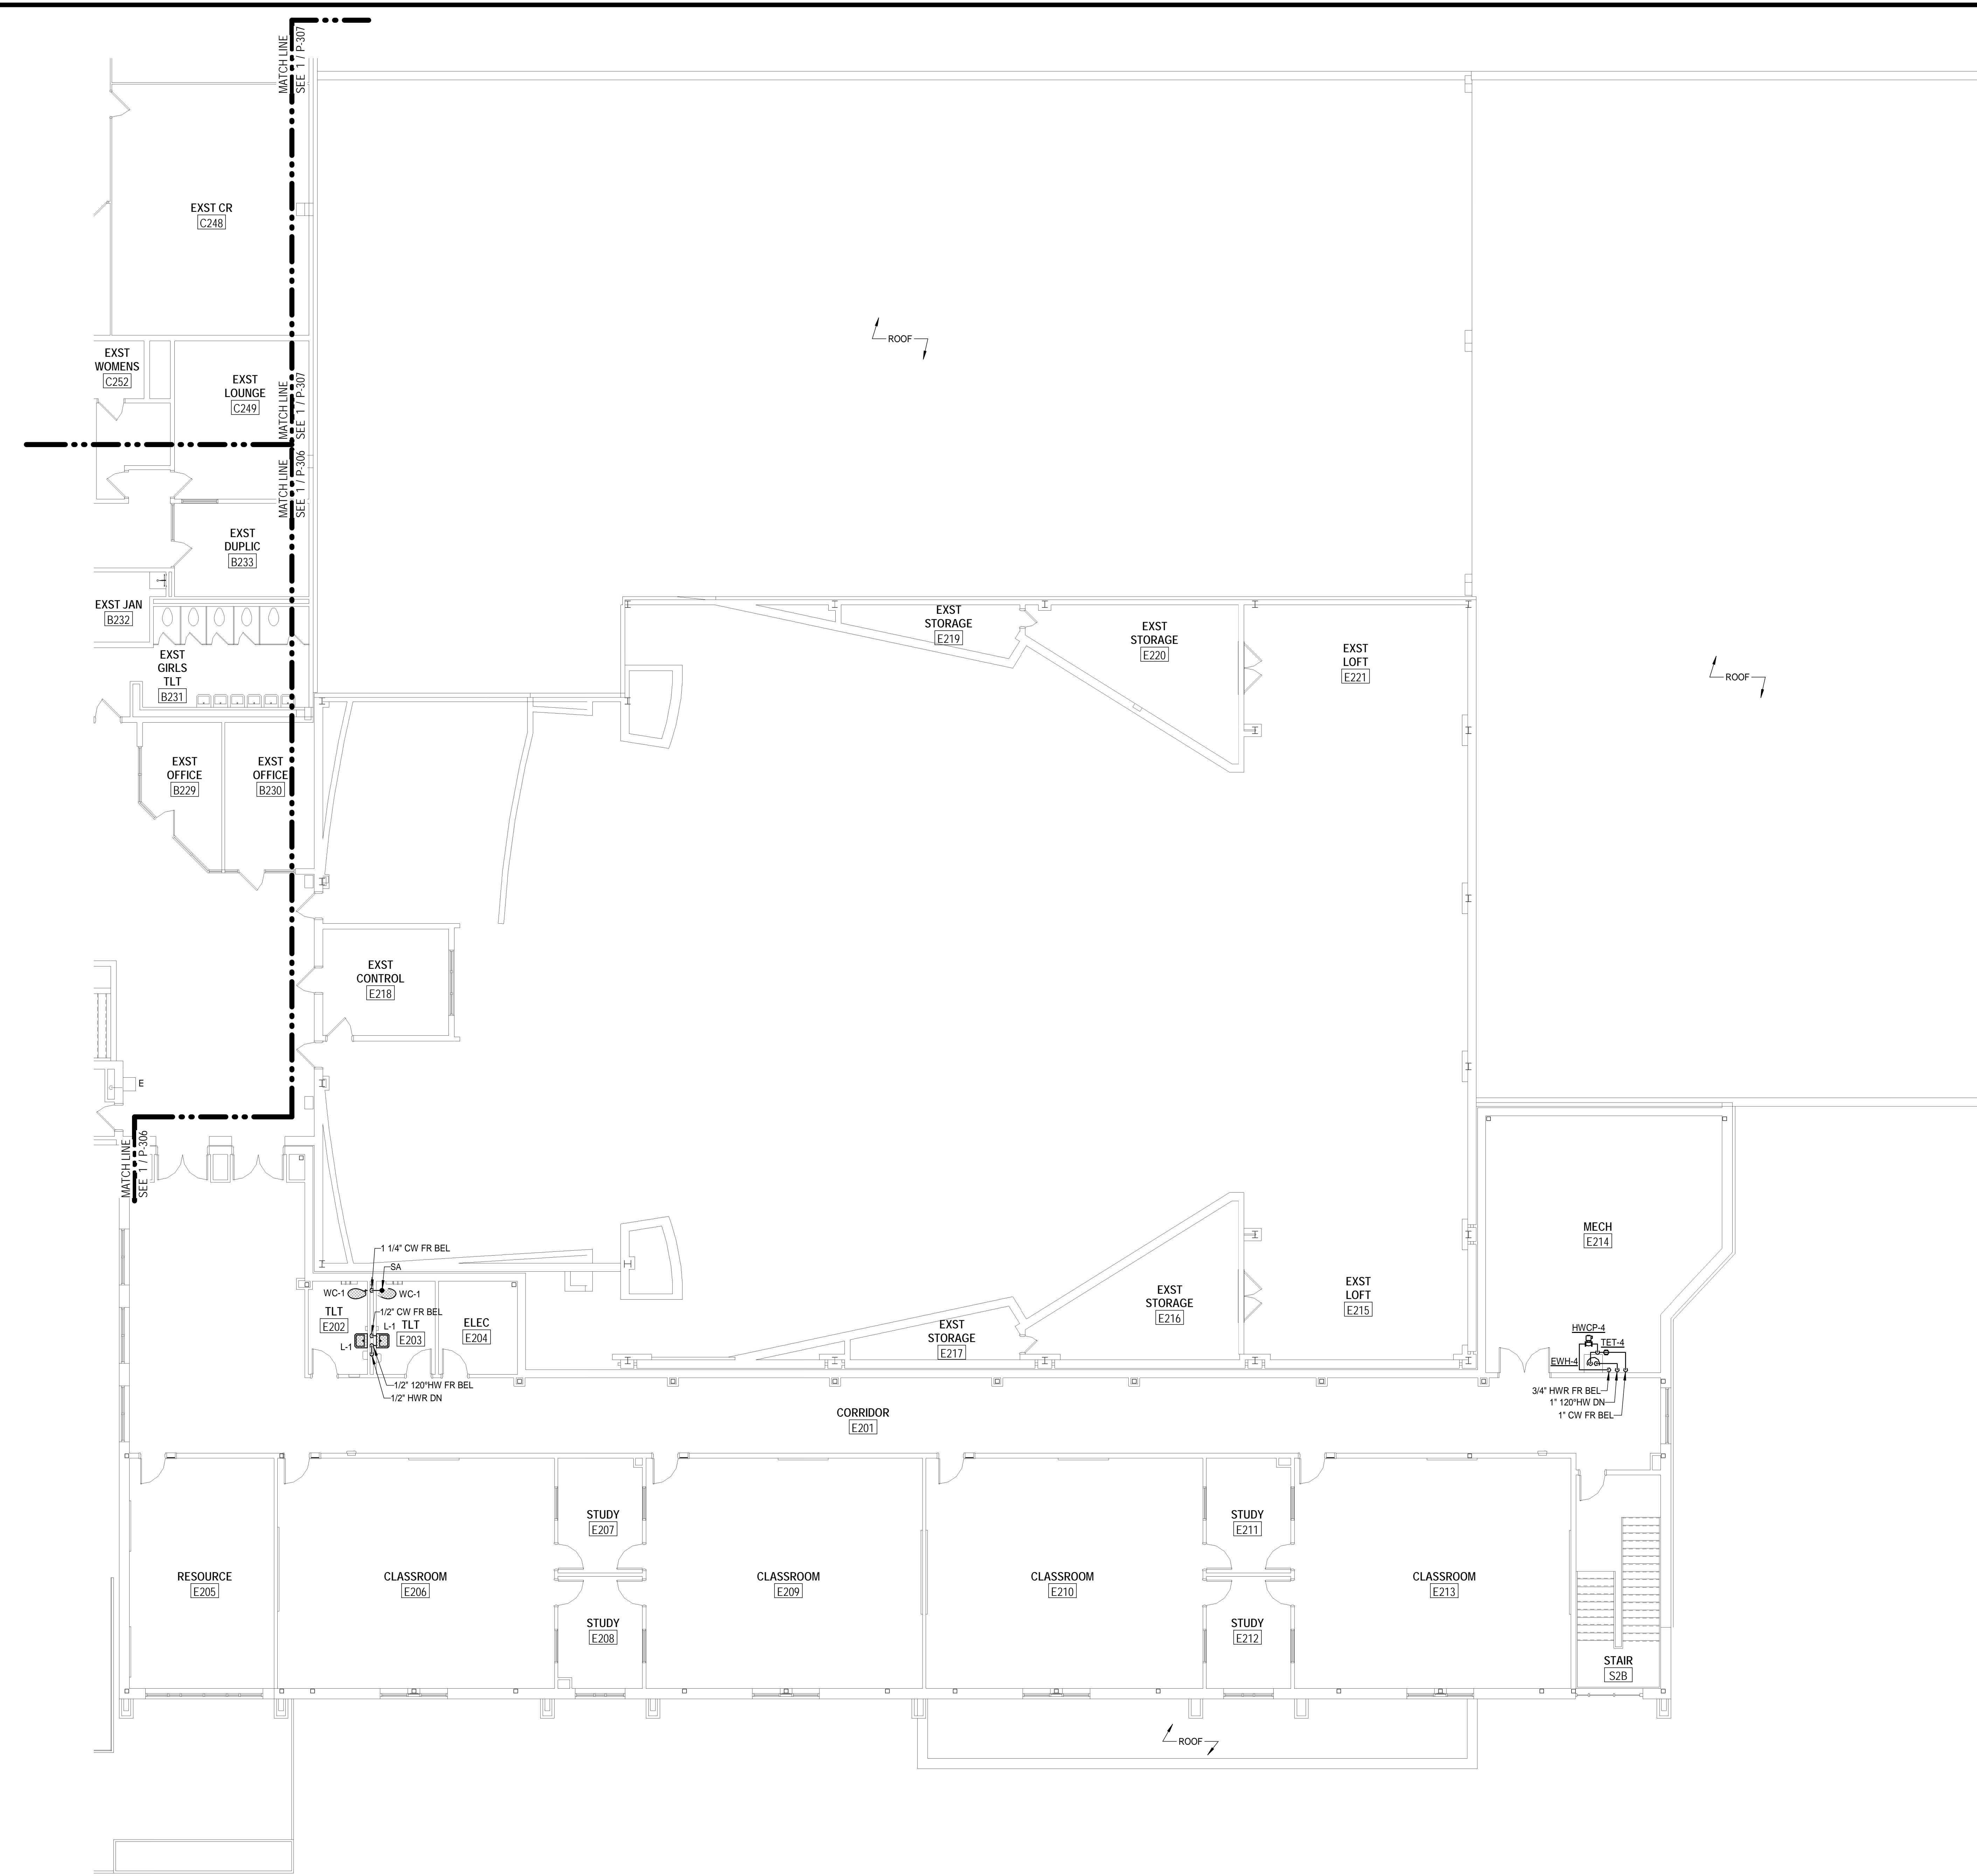 MATCH LINE
SEE 1 / P-307
EXST CR
C248
ROOF
EXST
WOMENS
C252
EXST
LOUNGE
C249
MATCH LINE
SEE 1 / P-307
MATCH LINE
SEE 1 / P-306
EXST
DUPLIC
B233
EXST JAN
B232
EXST
GIRLS
TLT
B231
EXST
STORAGE
E219
EXST
STORAGE
E220
EXST
LOFT
E221
ROOF
EXST
OFFICE
B229
EXST
OFFICE
B230
EXST
CONTROL
E218
E
MATCH LINE
SEE 1 / P-306
MECH
E214
1 1/4" CW FR BEL
SA
WC-1
WC-1
TLT
E202
1/2" CW FR BEL
L-1
TLT
E203
L-1
ELEC
E204
1/2" 120°HW FR BEL
1/2" HWR DN
EXST
STORAGE
E217
EXST
STORAGE
E216
EXST
LOFT
E215
HWCP-4
TET-4
EWH-4
3/4" HWR FR BEL
1" 120°HW DN
1" CW FR BEL
CORRIDOR
E201
RESOURCE
E205
CLASSROOM
E206
STUDY
E207
STUDY
E208
CLASSROOM
E209
CLASSROOM
E210
STUDY
E211
STUDY
E212
CLASSROOM
E213
STAIR
S2B
ROOF